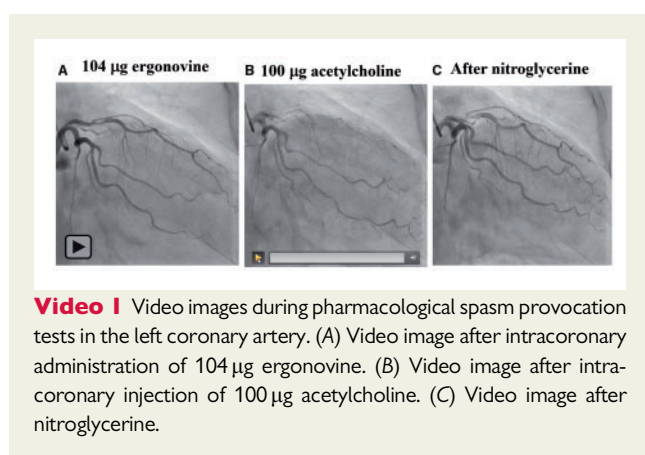 A 104 µg ergonovine B 100 µg acetylcholine C After nitroglycerine
Video 1 Video images during pharmacological spasm provocation
tests in the left coronary artery. (A) Video image after intracoronary
administration of 104 µg ergonovine. (B) Video image after intra-
coronary injection of 100 µg acetylcholine. (C) Video image after
nitroglycerine.